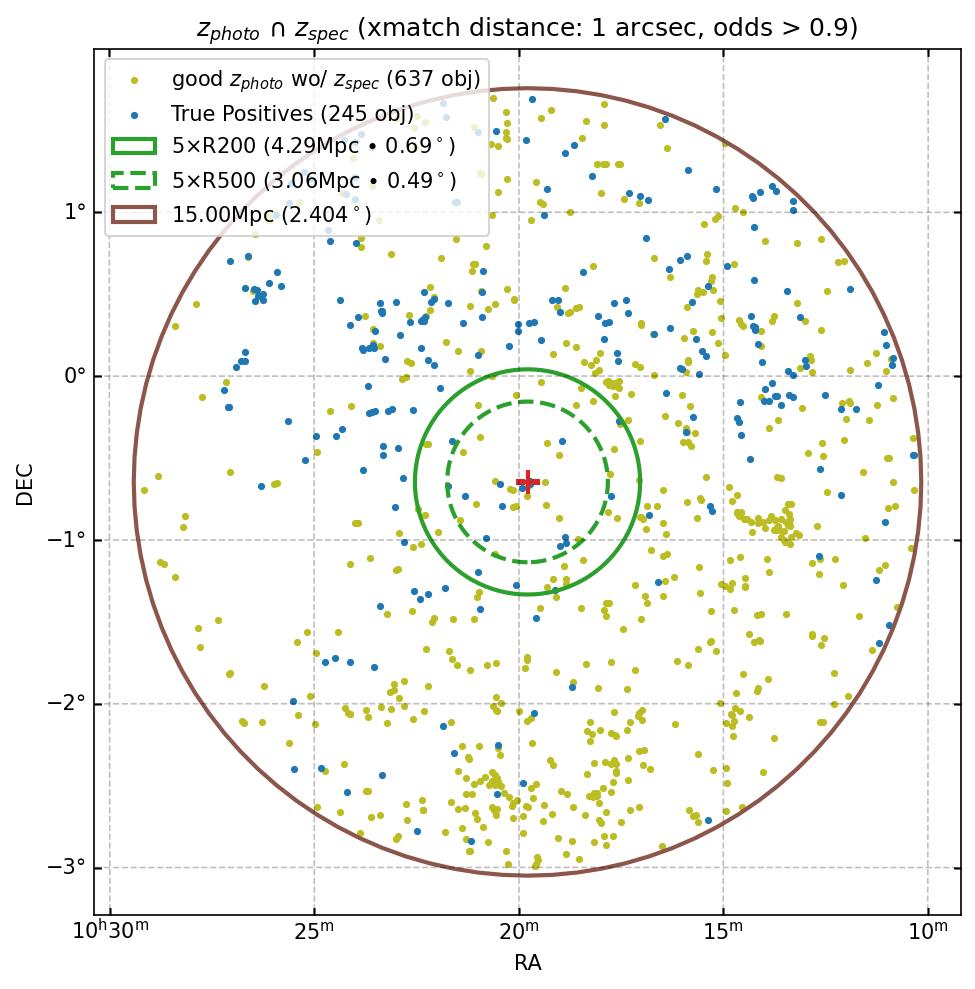 z_photo ∩ z_spec (xmatch distance: 1 arcsec, odds > 0.9)
good z_photo wo/ z_spec (637 obj)
True Positives (245 obj)
5×R200 (4.29Mpc • 0.69°)
5×R500 (3.06Mpc • 0.49°)
15.00Mpc (2.404°)
1°
0°
DEC
−1°
−2°
−3°
10ʰ30ᵐ 25ᵐ 20ᵐ 15ᵐ 10ᵐ
RA